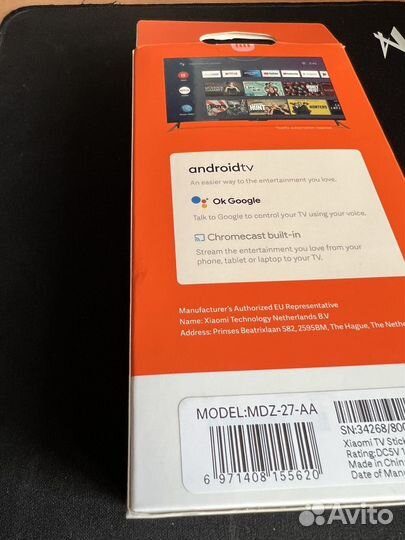 androidtv
An easier way to the entertainment you love.
Ok Google
Talk to Google to control your TV using your voice.
Chromecast built-in
Stream the entertainment you love from your
phone, tablet or laptop to your TV.
Manufacturer's Authorized EU Representative
Name: Xiaomi Technology Netherlands B.V
Address: Prinses Beatrixlaan 582, 2595BM, The Hague, The Nethe
MODEL:MDZ-27-AA
6 971408 155620
SN:34268/80
Xiaomi TV Stick
Rating:DC5V
Made in Chin
Date of Manu
Avito